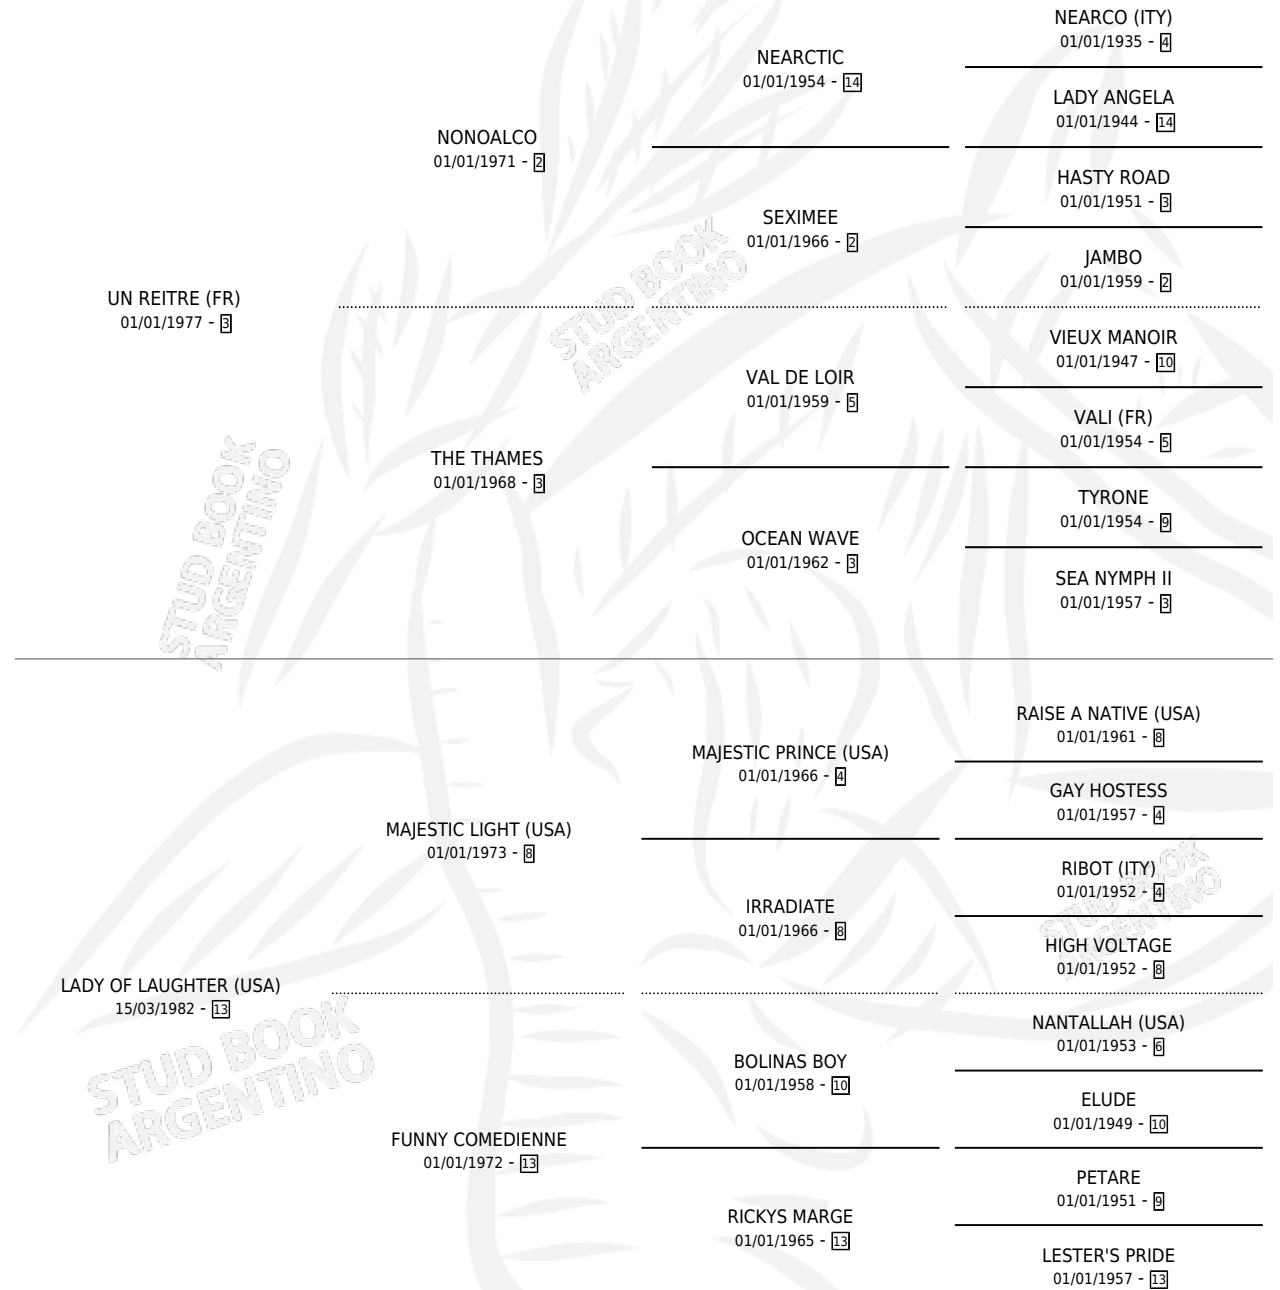 NEARCO (ITY)
01/01/1935 - 4
NEARCTIC
01/01/1954 - 14
LADY ANGELA
01/01/1944 - 14
NONOALCO
01/01/1971 - 2
HASTY ROAD
01/01/1951 - 3
SEXIMEE
01/01/1966 - 2
JAMBO
01/01/1959 - 2
UN REITRE (FR)
01/01/1977 - 3
VIEUX MANOIR
01/01/1947 - 10
VAL DE LOIR
01/01/1959 - 5
VALI (FR)
01/01/1954 - 5
THE THAMES
01/01/1968 - 3
TYRONE
01/01/1954 - 9
OCEAN WAVE
01/01/1962 - 3
SEA NYMPH II
01/01/1957 - 3
RAISE A NATIVE (USA)
01/01/1961 - 8
MAJESTIC PRINCE (USA)
01/01/1966 - 4
GAY HOSTESS
01/01/1957 - 4
MAJESTIC LIGHT (USA)
01/01/1973 - 8
RIBOT (ITY)
01/01/1952 - 4
IRRADIATE
01/01/1966 - 8
HIGH VOLTAGE
01/01/1952 - 8
LADY OF LAUGHTER (USA)
15/03/1982 - 13
NANTALLAH (USA)
01/01/1953 - 6
BOLINAS BOY
01/01/1958 - 10
ELUDE
01/01/1949 - 10
FUNNY COMEDIENNE
01/01/1972 - 13
PETARE
01/01/1951 - 9
RICKYS MARGE
01/01/1965 - 13
LESTER'S PRIDE
01/01/1957 - 13
STUD BOOK
ARGENTINO
STUD BOOK
ARGENTINO
STUD BOOK
ARGENTINO
STUD BOOK
ARGENTINO